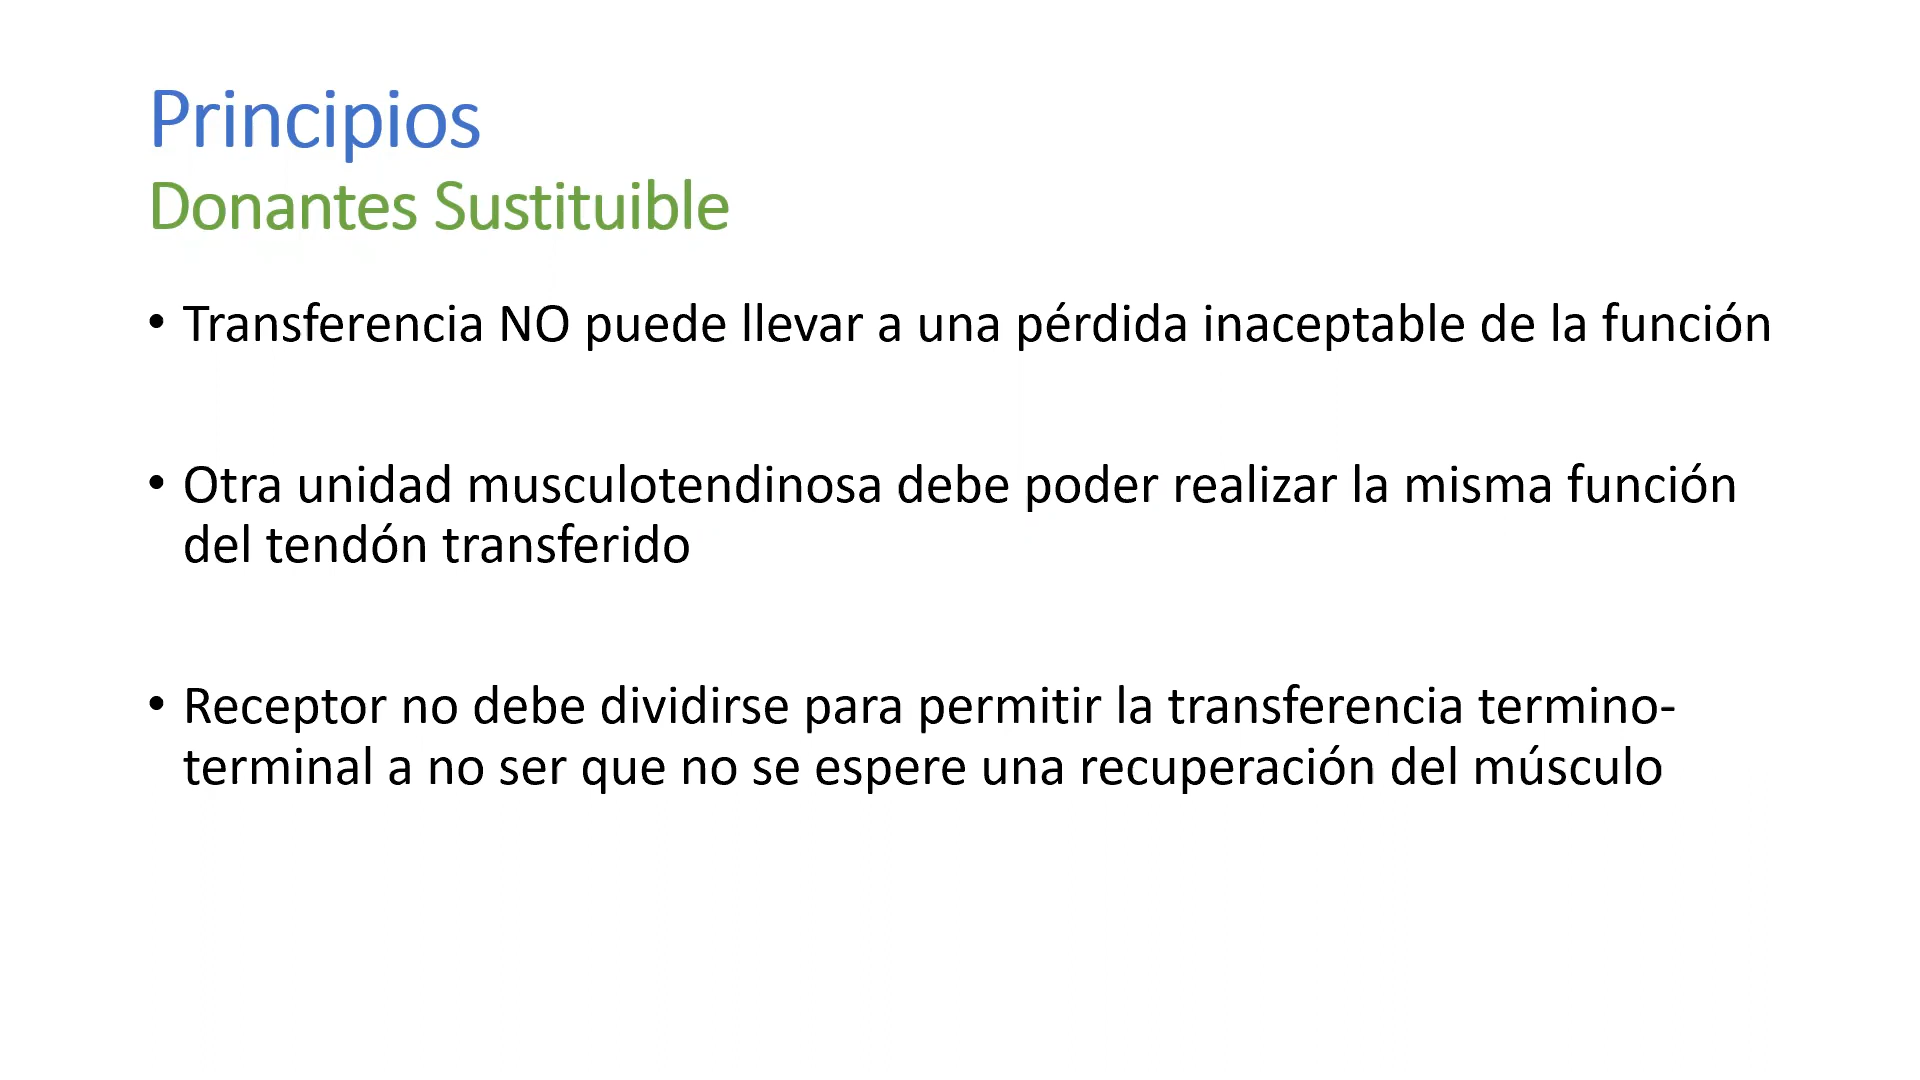 Principios
Donantes Sustituible
• Transferencia NO puede llevar a una pérdida inaceptable de la función
• Otra unidad musculotendinosa debe poder realizar la misma función
del tendón transferido
• Receptor no debe dividirse para permitir la transferencia termino-
terminal a no ser que no se espere una recuperación del músculo